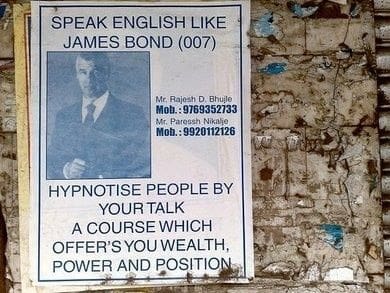 SPEAK ENGLISH LIKE
JAMES BOND (007)
Mr. Rajesh D. Bhujle
Mob. : 9769352733
Mr. Paressh Nikalje
Mob. : 9920112126
HYPNOTISE PEOPLE BY
YOUR TALK
A COURSE WHICH
OFFER'S YOU WEALTH,
POWER AND POSITION